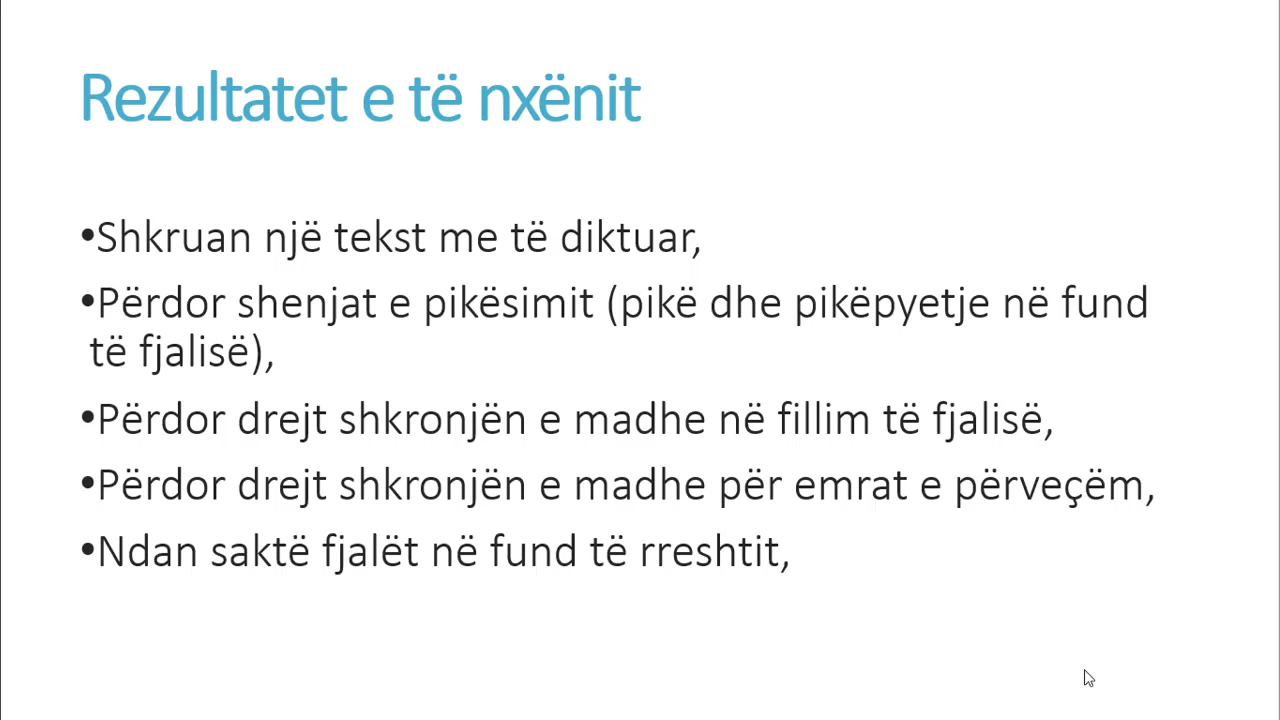 Rezultatet e të nxënit
•Shkruan një tekst me të diktuar,
•Përdor shenjat e pikësimit (pikë dhe pikëpyetje në fund
të fjalisë),
•Përdor drejt shkronjën e madhe në fillim të fjalisë,
•Përdor drejt shkronjën e madhe për emrat e përveçëm,
•Ndan saktë fjalët në fund të rreshtit,